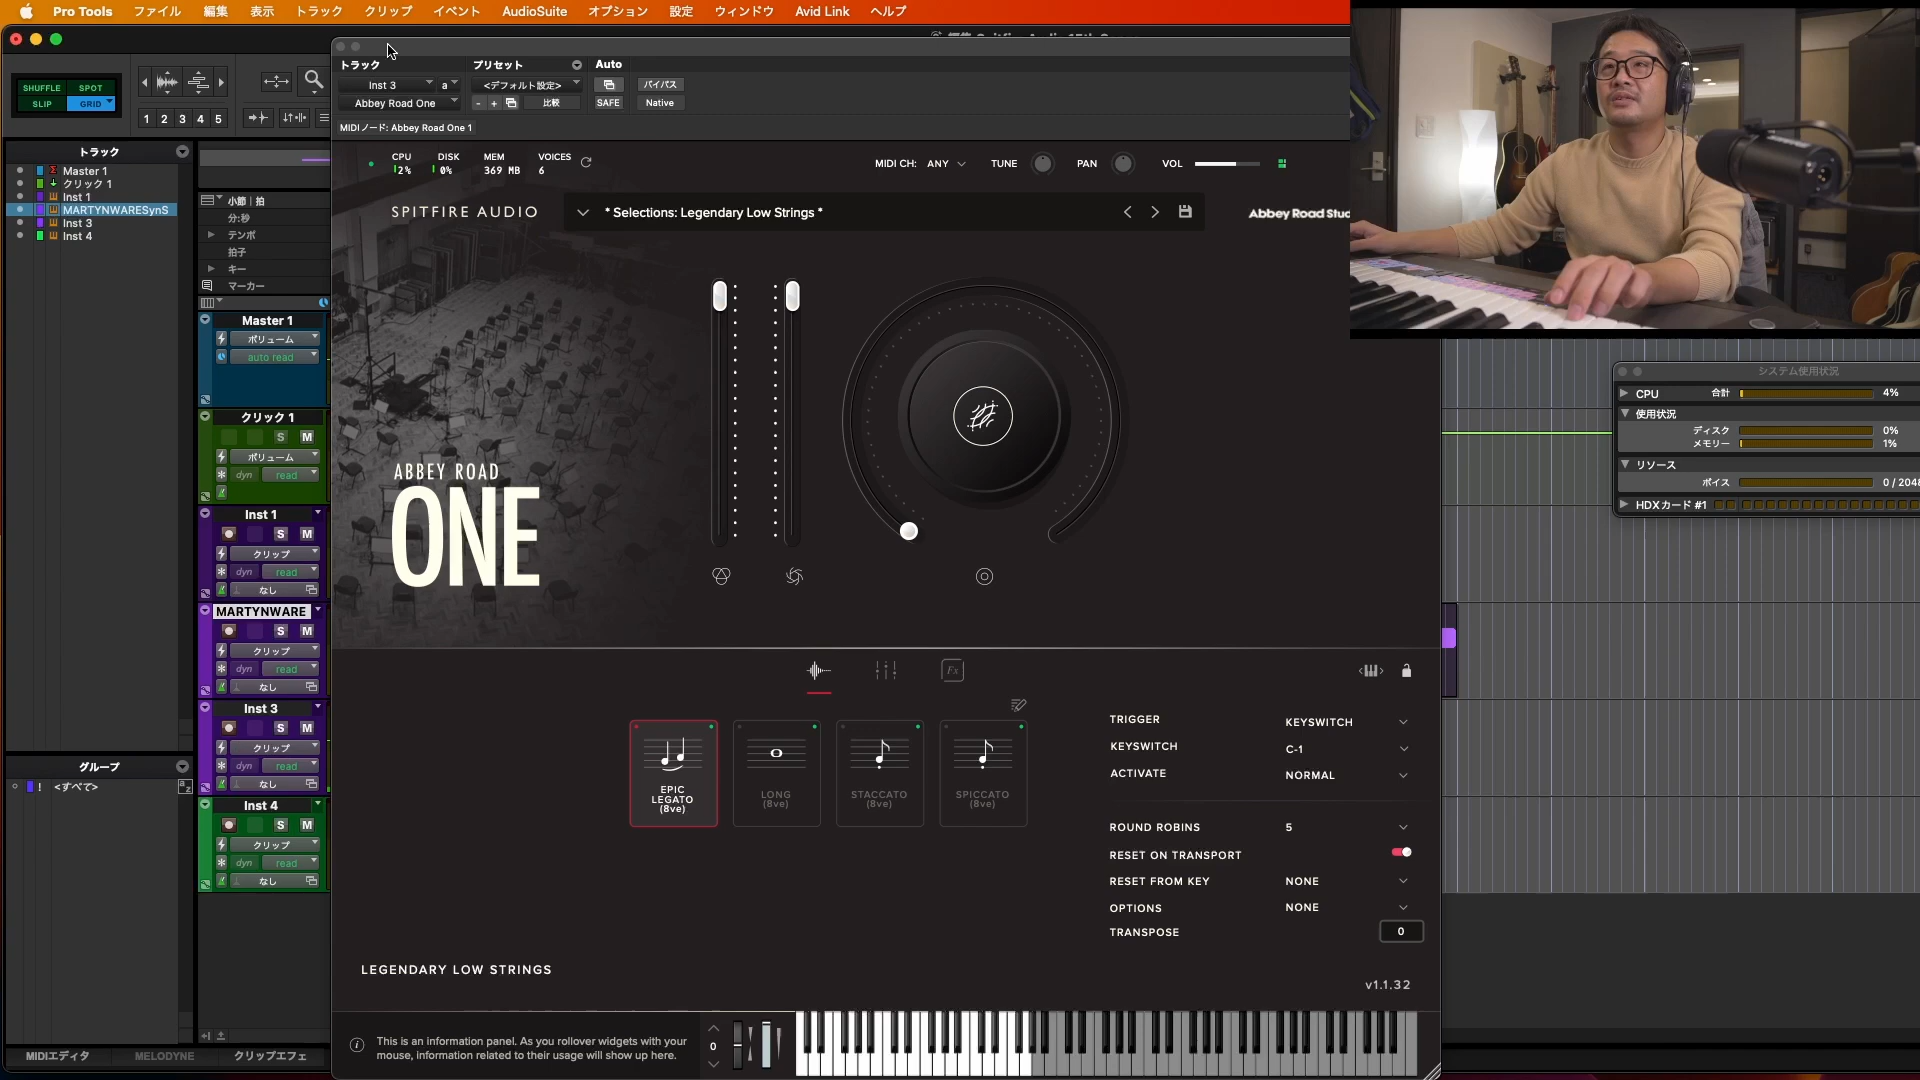 Pro Tools ファイル 編集 表示 トラック クリップ イベント AudioSuite オプション 設定 ウィンドウ Avid Link ヘルプ
SHUFFLE SPOT
SLIP GRID
1 2 3 4 5
トラック
Master 1
クリック 1
Inst 1
MARTYNWARESynS
Inst 3
Inst 4
グループ
! <すべて>
a z
MIDIエディタ MELODYNE クリップエフェ
小節|拍
分:秒
テンポ
拍子
キー
マーカー
Master 1
ボリューム
auto read
クリック 1
S M
ボリューム
dyn read
Inst 1
S M
クリップ
dyn read
なし
MARTYNWARE
S M
クリップ
dyn read
なし
Inst 3
S M
クリップ
dyn read
なし
Inst 4
S M
クリップ
dyn read
なし
トラック プリセット Auto
Inst 3 a <デフォルト設定> バイパス
Abbey Road One - + 比較 SAFE Native
MIDIノード: Abbey Road One 1
CPU DISK MEM VOICES
2% 0% 369 MB 6
MIDI CH: ANY TUNE PAN VOL
SPITFIRE AUDIO
* Selections: Legendary Low Strings *
Abbey Road Stud
ABBEY ROAD
ONE
Fx
EPIC
LEGATO
(8ve)
LONG
(8ve)
STACCATO
(8ve)
SPICCATO
(8ve)
TRIGGER KEYSWITCH
KEYSWITCH C-1
ACTIVATE NORMAL
ROUND ROBINS 5
RESET ON TRANSPORT
RESET FROM KEY NONE
OPTIONS NONE
TRANSPOSE 0
LEGENDARY LOW STRINGS
v1.1.32
This is an information panel. As you rollover widgets with your
mouse, information related to their usage will show up here.
0
システム使用状況
CPU 合計 4%
使用状況
ディスク 0%
メモリー 1%
リソース
ボイス 0 / 2048
HDXカード #1